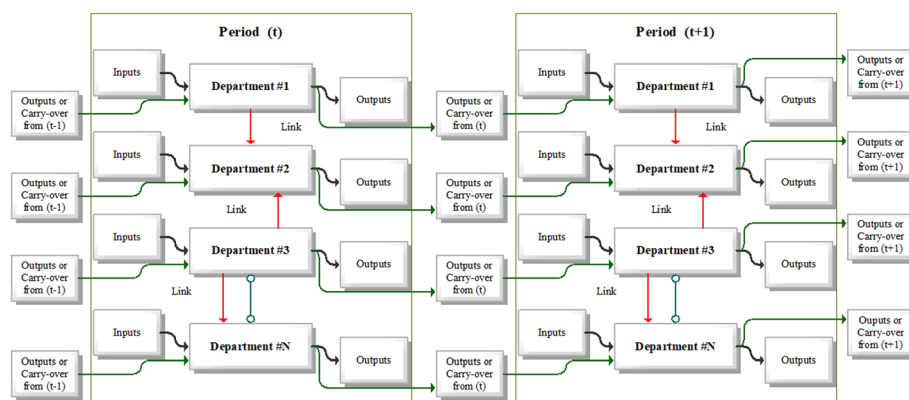 Period (t)
Period (t+1)
Inputs
Department #1
Outputs
Outputs or
Carry-over
from (t-1)
Link
Outputs or
Carry-over
from (t)
Inputs
Department #1
Outputs
Outputs or
Carry-over
from (t+1)
Link
Inputs
Department #2
Outputs
Outputs or
Carry-over
from (t-1)
Link
Outputs or
Carry-over
from (t)
Inputs
Department #2
Outputs
Outputs or
Carry-over
from (t+1)
Link
Inputs
Department #3
Outputs
Outputs or
Carry-over
from (t-1)
Link
Outputs or
Carry-over
from (t)
Inputs
Department #3
Outputs
Outputs or
Carry-over
from (t+1)
Link
Inputs
Department #N
Outputs
Outputs or
Carry-over
from (t-1)
Outputs or
Carry-over
from (t)
Inputs
Department #N
Outputs
Ouputs or
Carry-over
from (t+1)